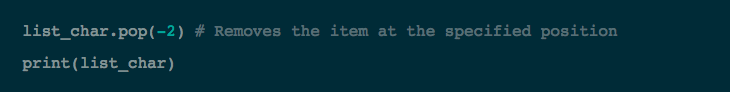 list_char.pop(-2) # Removes the item at the specified position
print(list_char)